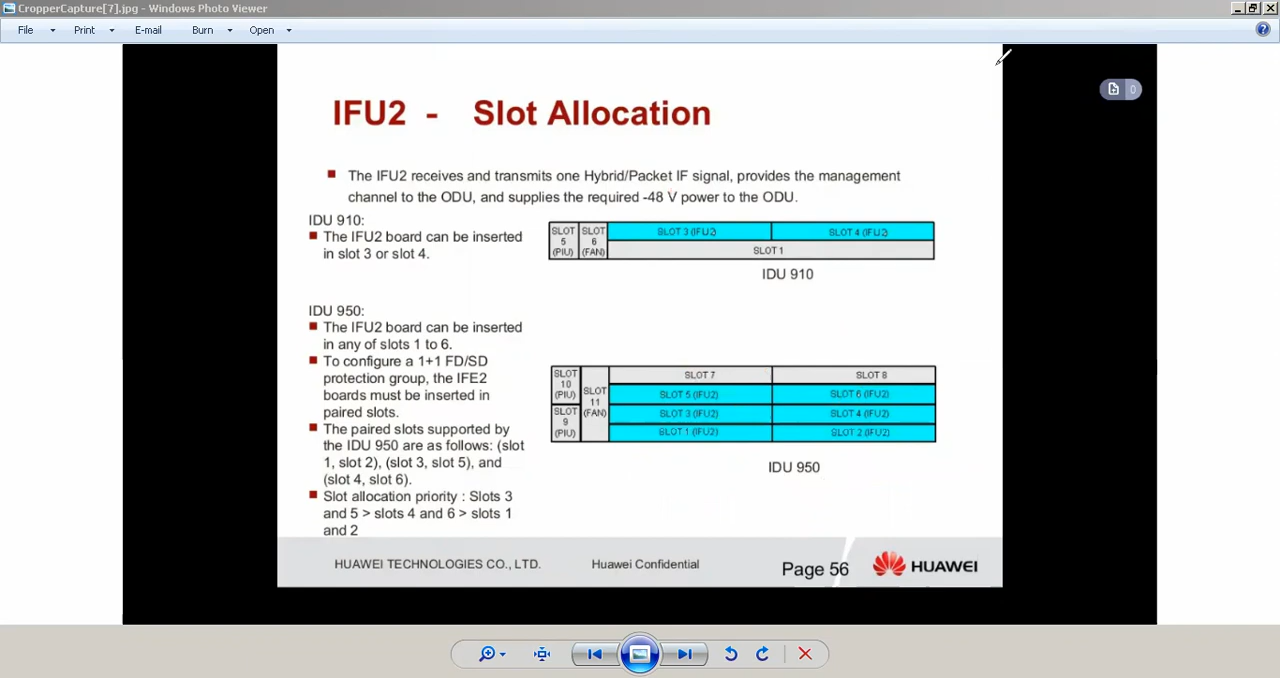 CropperCapture[7].jpg - Windows Photo Viewer
File Print E-mail Burn Open
0
IFU2 - Slot Allocation
The IFU2 receives and transmits one Hybrid/Packet IF signal, provides the management
channel to the ODU, and supplies the required -48 V power to the ODU.
IDU 910:
The IFU2 board can be inserted
in slot 3 or slot 4.
SLOT
5
(PIU)
SLOT
6
(FAN)
SLOT 3 (IFU2)
SLOT 4 (IFU2)
SLOT 1
IDU 910
IDU 950:
The IFU2 board can be inserted
in any of slots 1 to 6.
To configure a 1+1 FD/SD
protection group, the IFE2
boards must be inserted in
paired slots.
The paired slots supported by
the IDU 950 are as follows: (slot
1, slot 2), (slot 3, slot 5), and
(slot 4, slot 6).
Slot allocation priority : Slots 3
and 5 > slots 4 and 6 > slots 1
and 2
SLOT
10
(PIU)
SLOT
9
(PIU)
SLOT
11
(FAN)
SLOT 7
SLOT 8
SLOT 5 (IFU2)
SLOT 6 (IFU2)
SLOT 3 (IFU2)
SLOT 4 (IFU2)
SLOT 1 (IFU2)
SLOT 2 (IFU2)
IDU 950
HUAWEI TECHNOLOGIES CO., LTD.
Huawei Confidential
Page 56
HUAWEI